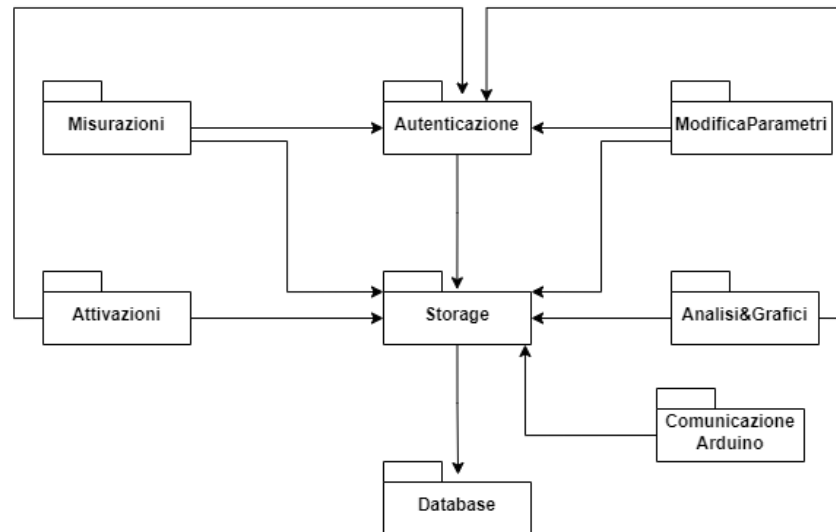 Misurazioni
Autenticazione
ModificaParametri
Attivazioni
Storage
Analisi&Grafici
Comunicazione
Arduino
Database